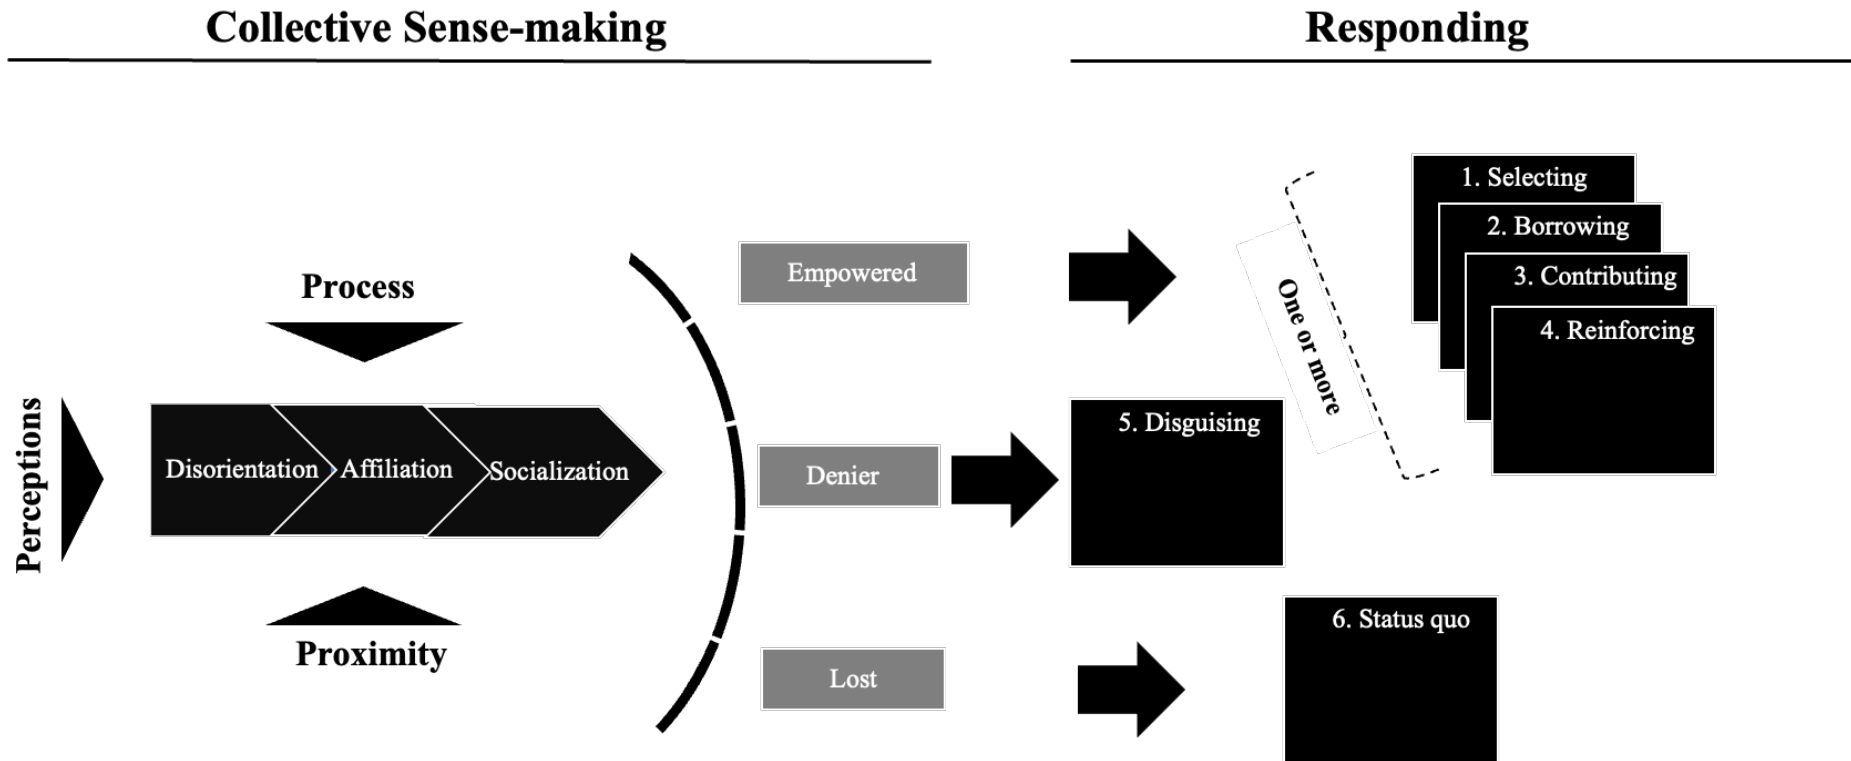 Collective Sense-making
Responding
Perceptions
Process
Disorientation
Affiliation
Socialization
Proximity
Empowered
Denier
Lost
One or more
1. Selecting
2. Borrowing
3. Contributing
4. Reinforcing
5. Disguising
6. Status quo